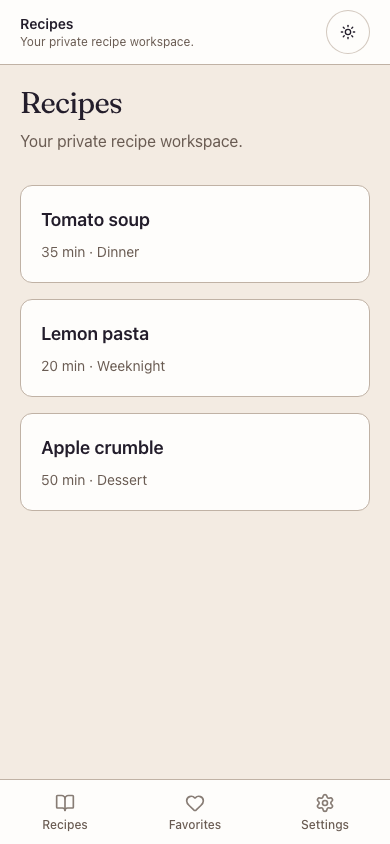 Recipes
Your private recipe workspace.
Recipes
Your private recipe workspace.
Tomato soup
35 min · Dinner
Lemon pasta
20 min · Weeknight
Apple crumble
50 min · Dessert
Recipes
Favorites
Settings